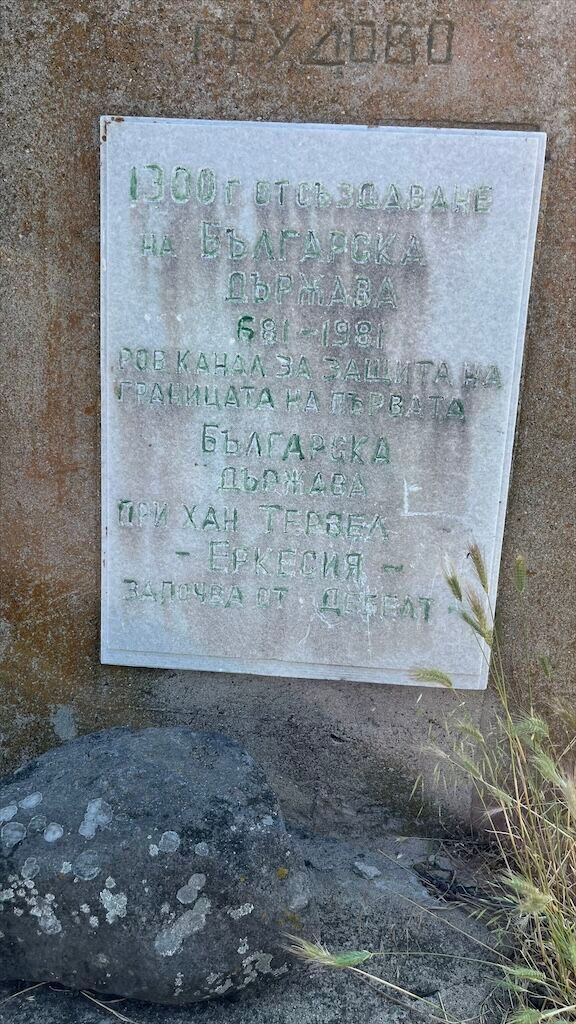 ГРУДОВО
1300 г ОТ СЪЗДАВАНЕ
НА БЪЛГАРСКА
ДЪРЖАВА
681-1981
РОВ КАНАЛ ЗА ЗАЩИТА НА
ГРАНИЦАТА НА ПЪРВАТА
БЪЛГАРСКА
ДЪРЖАВА
ПРИ ХАН ТЕРВЕЛ
- ЕРКЕСИЯ -
ЗАПОЧВА ОТ ДЕБЕЛТ